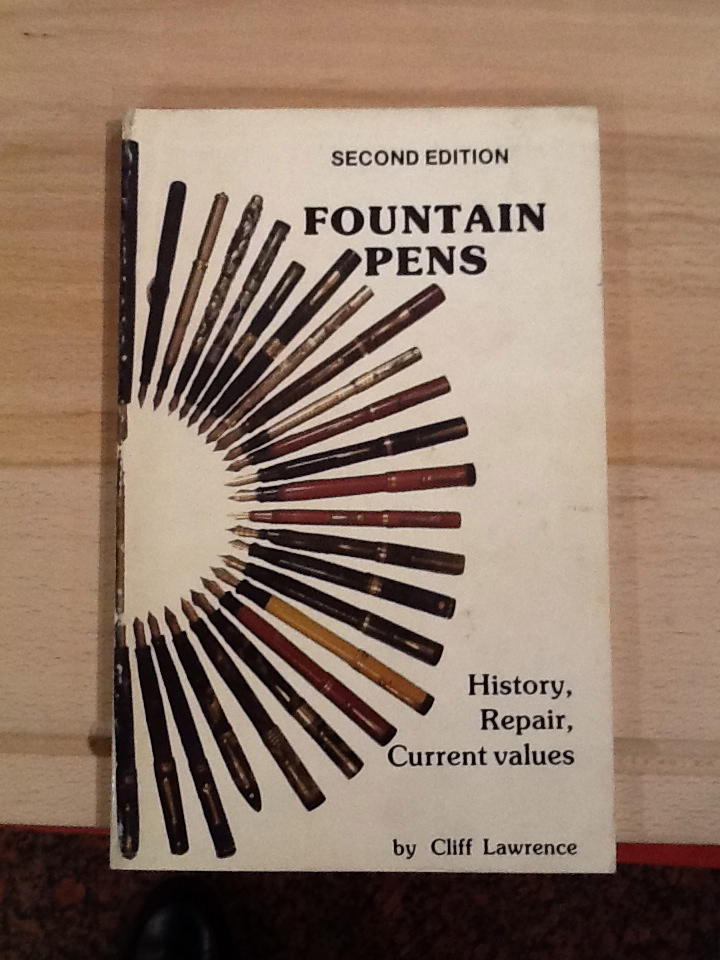 SECOND EDITION
FOUNTAIN
PENS
History,
Repair,
Current values
by Cliff Lawrence